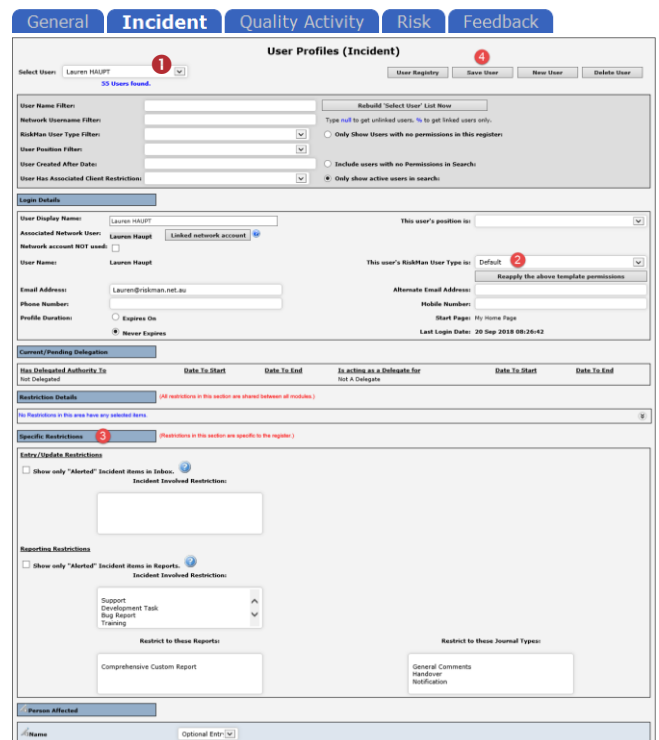 General Incident Quality Activity Risk Feedback
User Profiles (Incident)
4
Select User: Lauren HAUPT 1 User Registry Save User New User Delete User
55 Users found.
User Name Filter: Rebuild 'Select User' List Now
Network Username Filter: Type null to get unlinked users, % to get linked users only.
RiskMan User Type Filter: Only Show Users with no permissions in this register:
User Position Filter:
User Created After Date: Include users with no Permissions in Search:
User Has Associated Client Restriction: Only show active users in search:
Login Details
User Display Name: Lauren HAUPT This user's position is:
Associated Network User: Lauren Haupt Linked network account
Network account NOT used:
User Name: Lauren Haupt This user's RiskMan User Type is: Default 2
Reapply the above template permissions
Email Address: Lauren@riskman.net.au Alternate Email Address:
Phone Number: Mobile Number:
Profile Duration: Expires On Start Page: My Home Page
Never Expires Last Login Date: 20 Sep 2018 08:26:42
Current/Pending Delegation
Has Delegated Authority To Date To Start Date To End Is acting as a Delegate for Date To Start Date To End
Not Delegated Not A Delegate
Restriction Details (All restrictions in this section are shared between all modules.)
No Restrictions in this area have any selected items.
Specific Restrictions 3 (Restrictions in this section are specific to the register.)
Entry/Update Restrictions
Show only "Alerted" Incident items in Inbox. ?
Incident Involved Restriction:
Reporting Restrictions
Show only "Alerted" Incident items in Reports. ?
Incident Involved Restriction:
Support
Development Task
Bug Report
Training
Restrict to these Reports: Restrict to these Journal Types:
Comprehensive Custom Report General Comments
Handover
Notification
Person Affected
Name Optional Entr